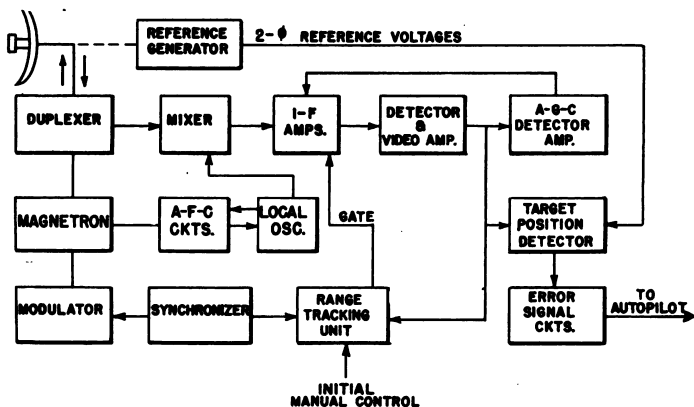 REFERENCE
GENERATOR
2-ϕ REFERENCE VOLTAGES
DUPLEXER
MIXER
I-F
AMPS.
DETECTOR
&
VIDEO AMP.
A-G-C
DETECTOR
AMP.
MAGNETRON
A-F-C
CKTS.
LOCAL
OSC.
GATE
TARGET
POSITION
DETECTOR
MODULATOR
SYNCHRONIZER
RANGE
TRACKING
UNIT
ERROR
SIGNAL
CKTS.
TO
AUTOPILOT
INITIAL
MANUAL CONTROL